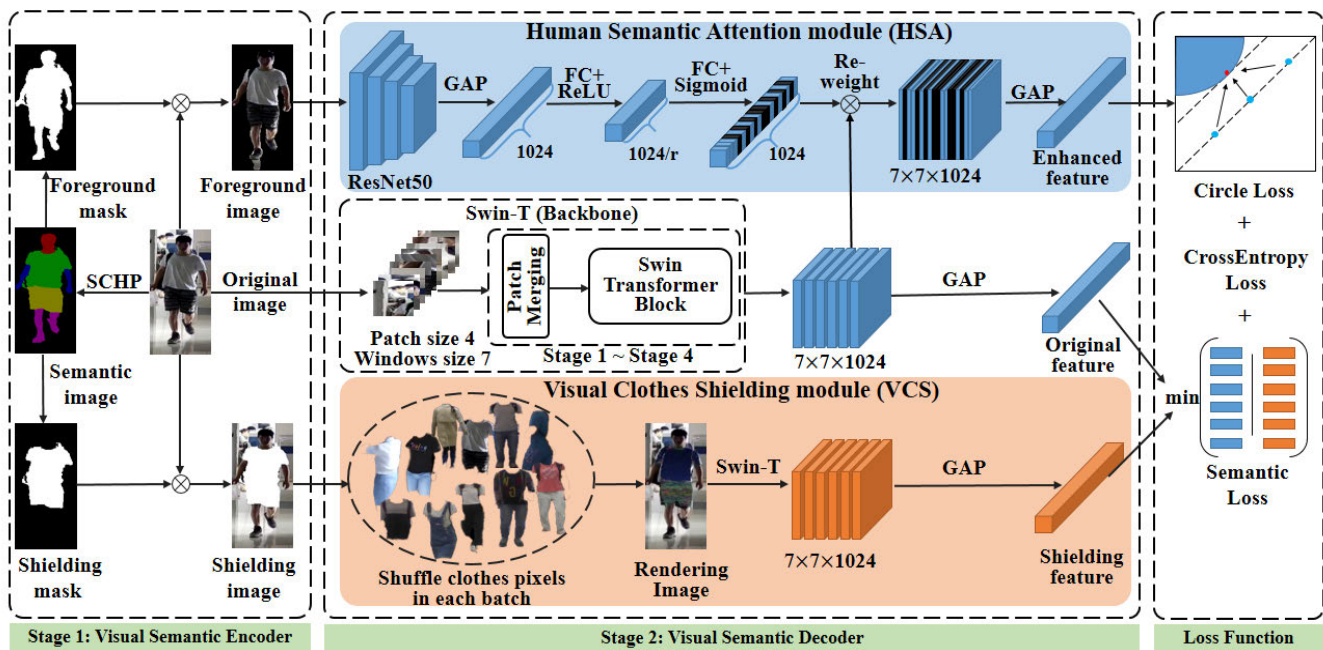 Foreground
mask
Foreground
image
SCHP
Original
image
Semantic
image
Shielding
mask
Shielding
image
Stage 1: Visual Semantic Encoder
Human Semantic Attention module (HSA)
ResNet50
GAP
1024
FC+
ReLU
1024/r
FC+
Sigmoid
1024
Re-
weight
7×7×1024
GAP
Enhanced
feature
Swin-T (Backbone)
Patch size 4
Windows size 7
Patch
Merging
Swin
Transformer
Block
Stage 1 ~ Stage 4
7×7×1024
GAP
Original
feature
Visual Clothes Shielding module (VCS)
Shuffle clothes pixels
in each batch
Rendering
Image
Swin-T
7×7×1024
GAP
Shielding
feature
Stage 2: Visual Semantic Decoder
Circle Loss
+
CrossEntropy
Loss
+
min
Semantic
Loss
Loss Function